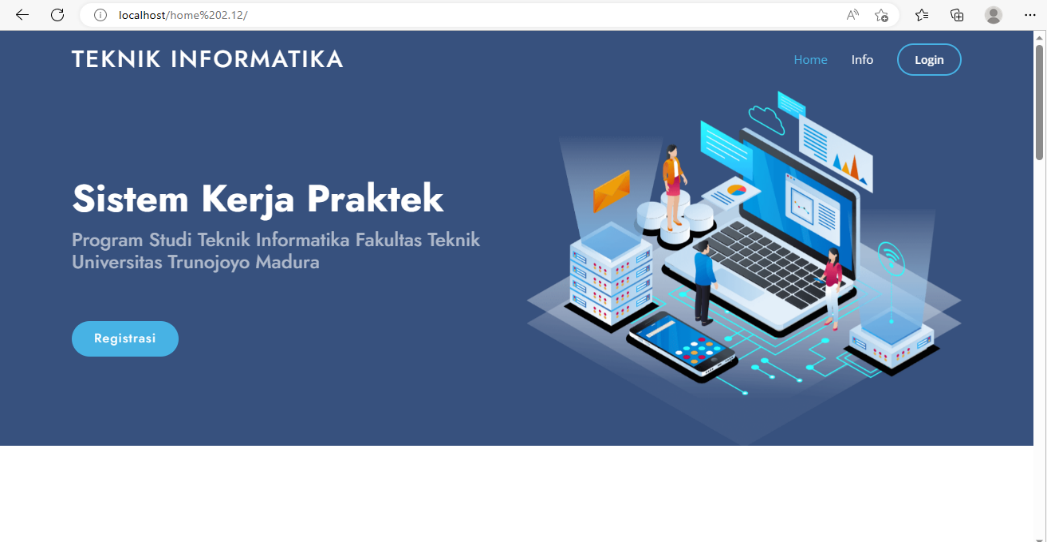 localhost/home%202.12/
TEKNIK INFORMATIKA
Home Info Login
Sistem Kerja Praktek
Program Studi Teknik Informatika Fakultas Teknik
Universitas Trunojoyo Madura
Registrasi